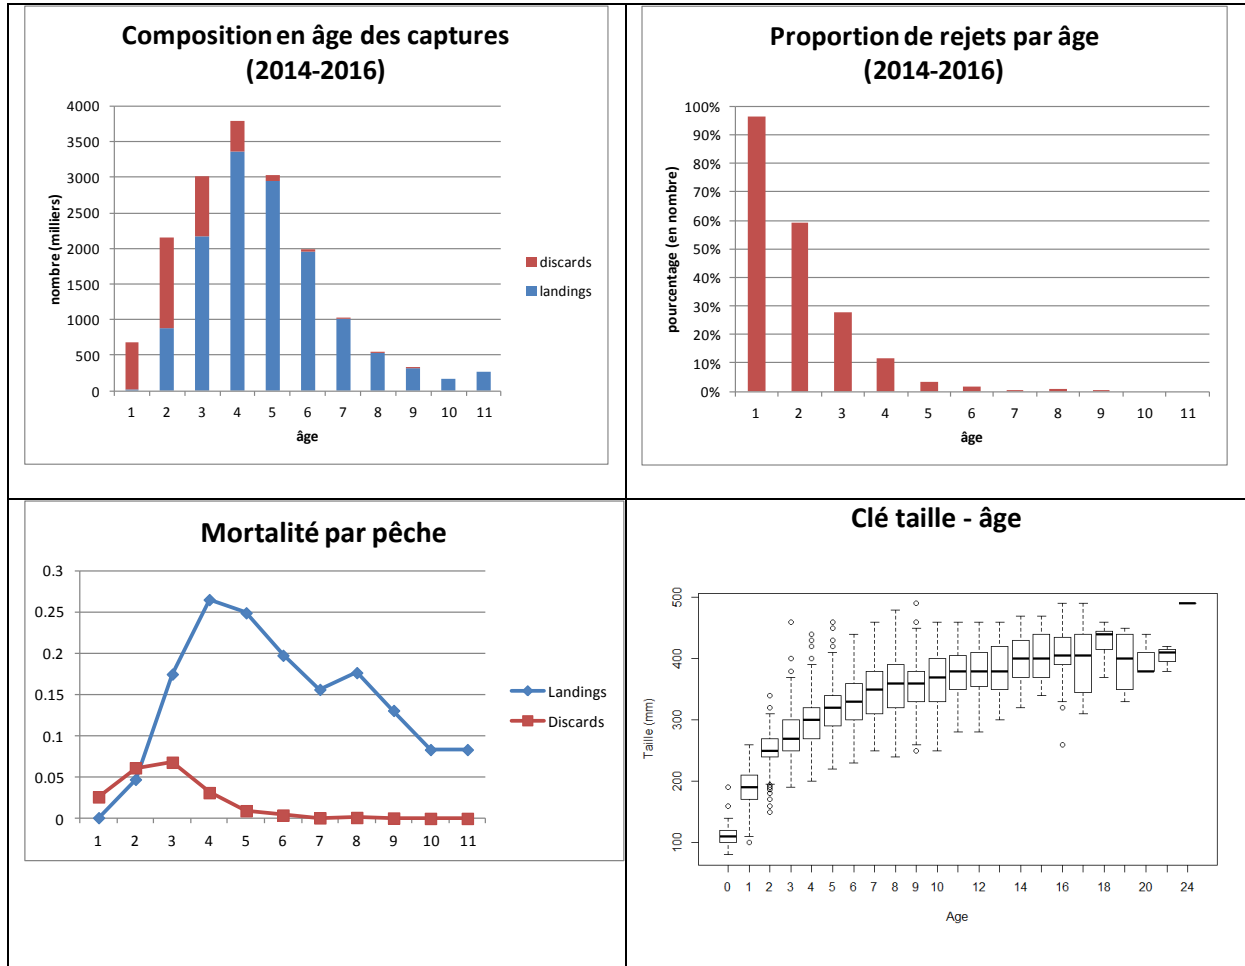 Composition en âge des captures
(2014-2016)
4000
3500
3000
2500
2000
1500
1000
500
0
nombre (milliers)
1 2 3 4 5 6 7 8 9 10 11
âge
discards
landings
Proportion de rejets par âge
(2014-2016)
100%
90%
80%
70%
60%
50%
40%
30%
20%
10%
0%
pourcentage (en nombre)
1 2 3 4 5 6 7 8 9 10 11
âge
Mortalité par pêche
0.3
0.25
0.2
0.15
0.1
0.05
0
1 2 3 4 5 6 7 8 9 10 11
Landings
Discards
Clé taille - âge
500
400
300
200
100
Taille (mm)
0 1 2 3 4 5 6 7 8 9 10 12 14 16 18 20 24
Age